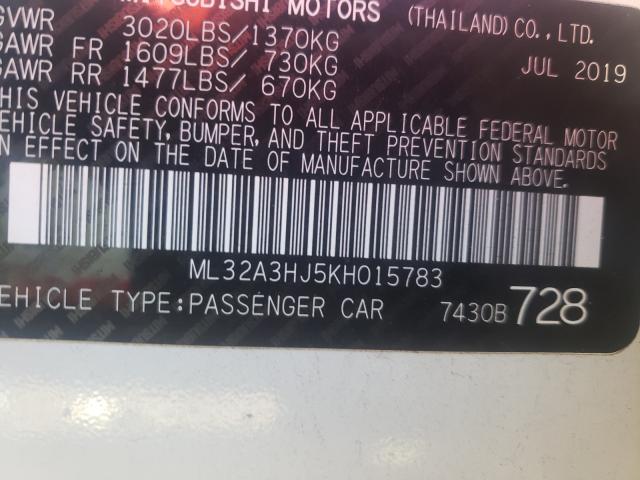 MITSUBISHI MOTORS (THAILAND) CO., LTD.
GVWR 3020LBS/1370KG JUL 2019
GAWR FR 1609LBS/ 730KG
GAWR RR 1477LBS/ 670KG
THIS VEHICLE CONFORMS TO ALL APPLICABLE FEDERAL MOTOR
VEHICLE SAFETY, BUMPER, AND THEFT PREVENTION STANDARDS
IN EFFECT ON THE DATE OF MANUFACTURE SHOWN ABOVE.
ML32A3HJ5KH015783
VEHICLE TYPE:PASSENGER CAR 7430B 728